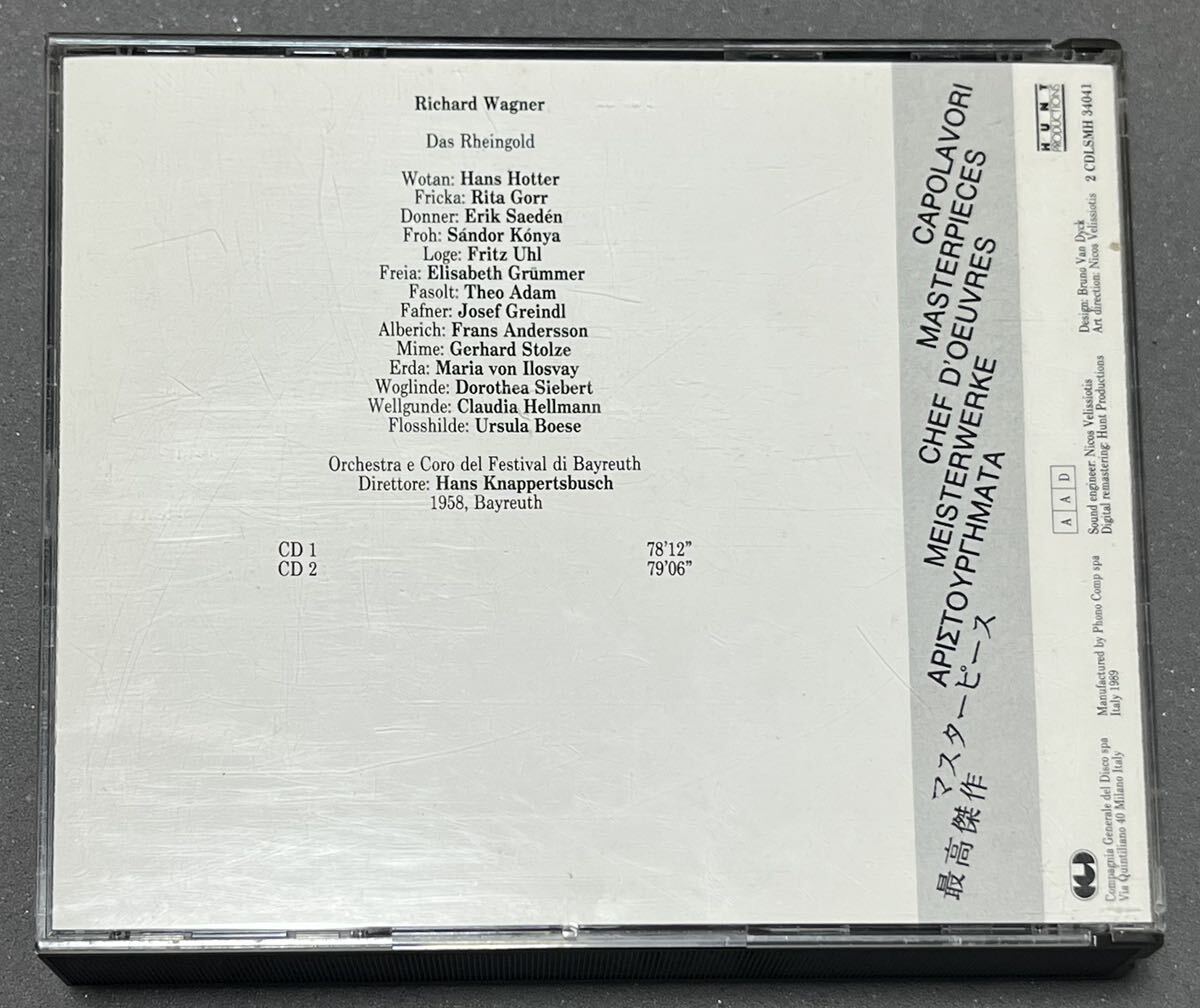 Richard Wagner
Das Rheingold
Wotan: Hans Hotter
Fricka: Rita Gorr
Donner: Erik Saedén
Froh: Sándor Kónya
Loge: Fritz Uhl
Freia: Elisabeth Grümmer
Fasolt: Theo Adam
Fafner: Josef Greindl
Alberich: Frans Andersson
Mime: Gerhard Stolze
Erda: Maria von Ilosvay
Woglinde: Dorothea Siebert
Wellgunde: Claudia Hellmann
Flosshilde: Ursula Boese
Orchestra e Coro del Festival di Bayreuth
Direttore: Hans Knappertsbusch
1958, Bayreuth
CD 1 78’12”
CD 2 79’06”
CAPOLAVORI
MASTERPIECES
CHEF D'OEUVRES
MEISTERWERKE
ΑΡΙΣΤΟΥΡΓΗΜΑΤΑ
マスターピース
最高傑作
HUNT
PRODUCTIONS
2 CDLSMH 34041
Design: Bruno Van Dyck
Art direction: Nicos Velissiotis
A A D
Sound engineer: Nicos Velissiotis
Digital remastering: Hunt Productions
Manufactured by Phono Comp spa
Italy 1989
Compagnia Generale del Disco spa
Via Quintiliano 40 Milano Italy